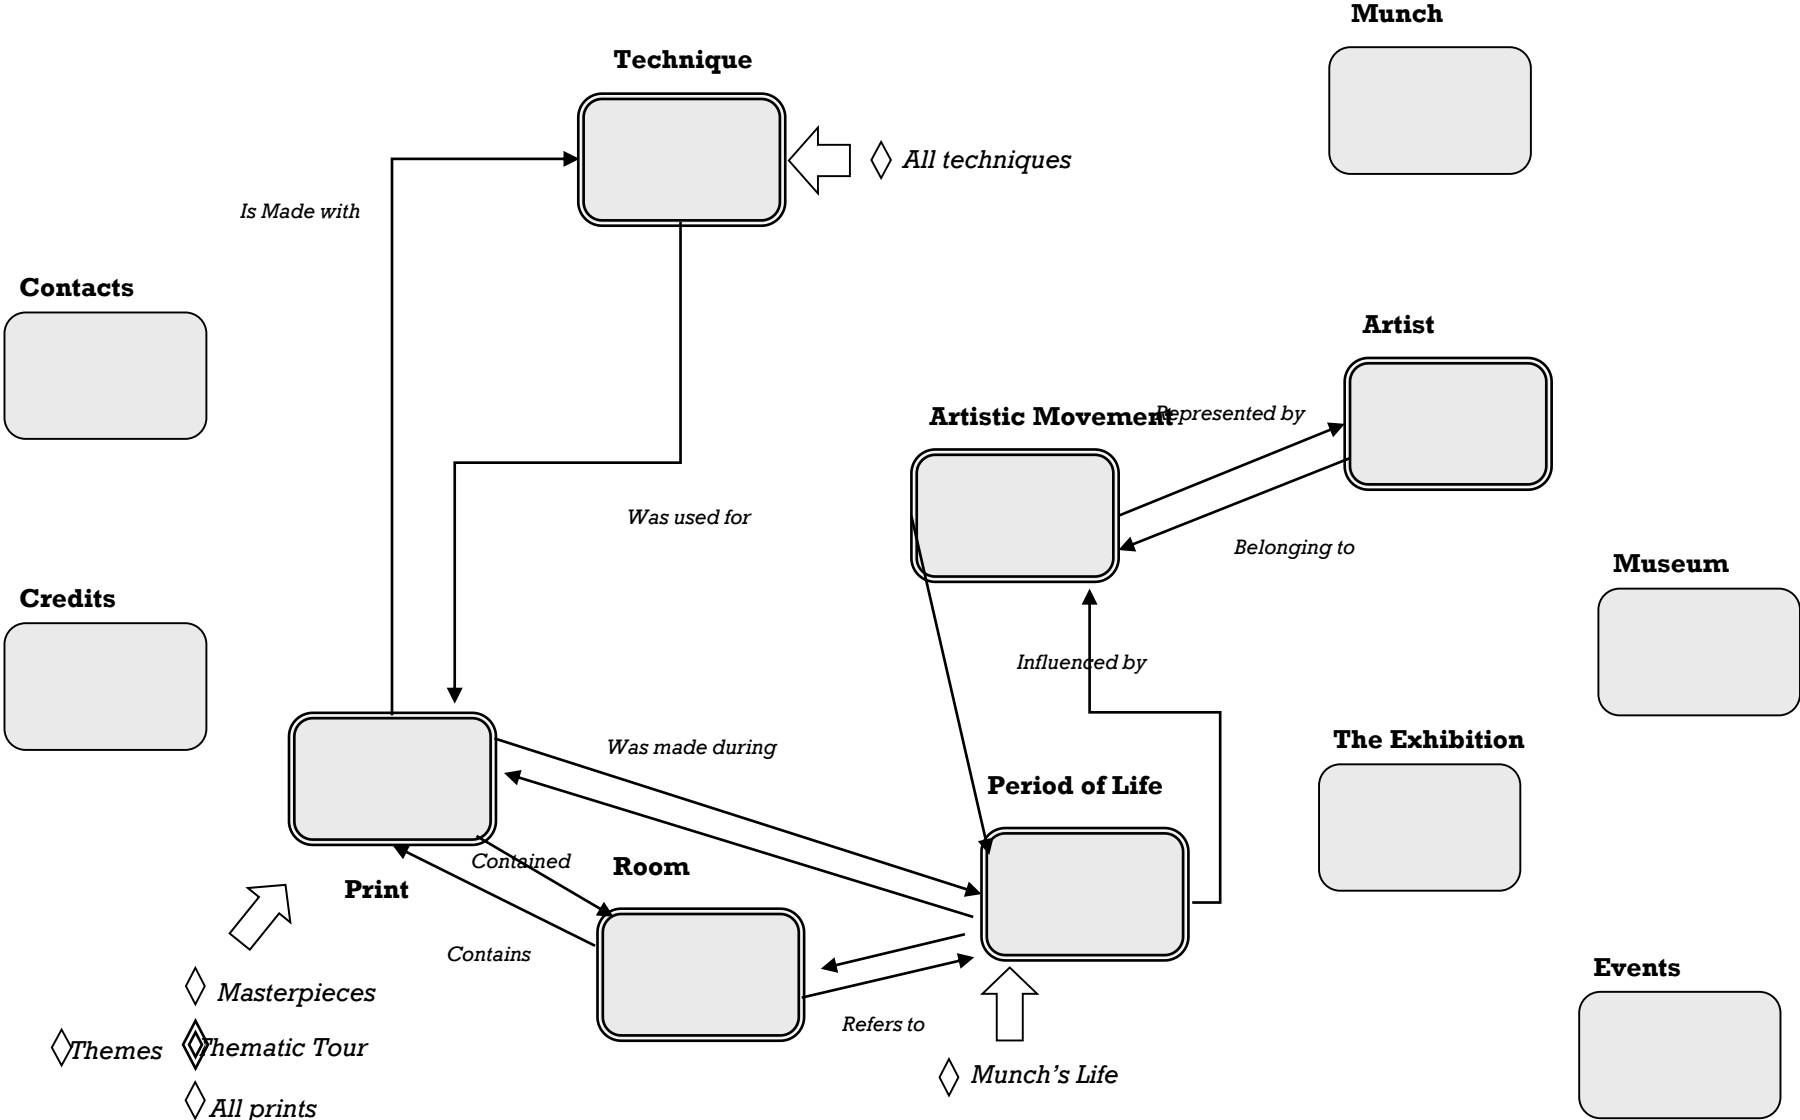 Munch
Technique
All techniques
Is Made with
Contacts
Artist
Artistic Movement
Represented by
Was used for
Belonging to
Museum
Credits
Influenced by
The Exhibition
Was made during
Period of Life
Contained
Room
Print
Contains
Events
Masterpieces
Refers to
Themes
Thematic Tour
Munch’s Life
All prints